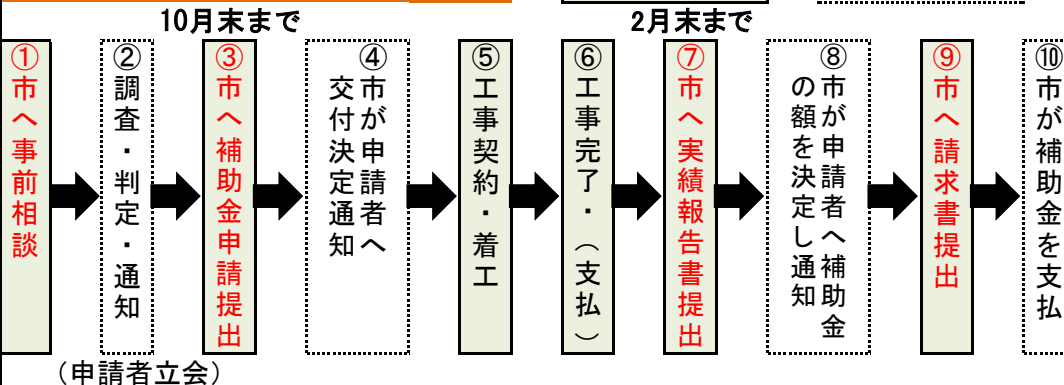 10月末まで
2月末まで
①市へ事前相談
②調査・判定・通知
③市へ補助金申請提出
④市が申請者へ
交付決定通知
⑤工事契約・着工
⑥工事完了・(支払)
⑦市へ実績報告書提出
⑧市が申請者へ補助金
の額を決定し通知
⑨市へ請求書提出
⑩市が補助金を支払
(申請者立会)